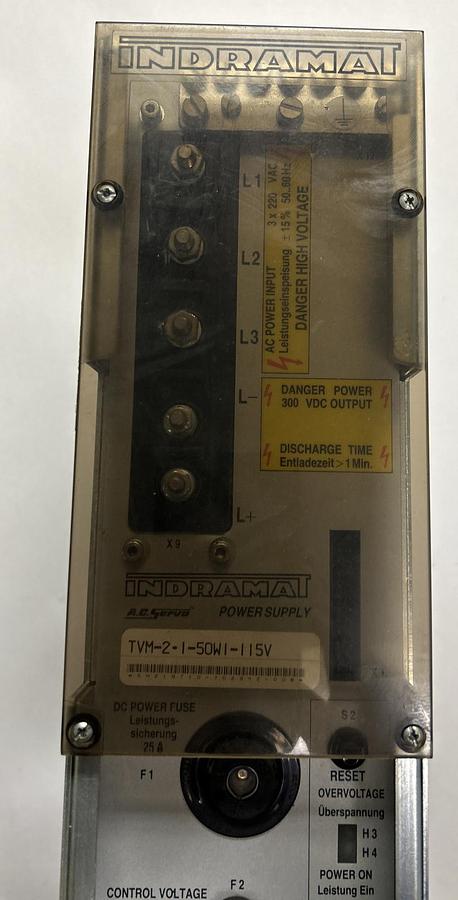 INDRAMAT
L1
L2
L3
L-
L+
AC POWER INPUT 3 x 220 VAC
Leistungseinspeisung ± 15% 50...60Hz
DANGER HIGH VOLTAGE
DANGER POWER
300 VDC OUTPUT
DISCHARGE TIME
Entladezeit > 1 Min.
X9
INDRAMAT
A.C. Servo POWER SUPPLY
TVM-2·1-50W1-115V
DC POWER FUSE
Leistungs-
sicherung
25 A
F1
S2
RESET
OVERVOLTAGE
Überspannung
H3
H4
POWER ON
Leistung Ein
F2
CONTROL VOLTAGE